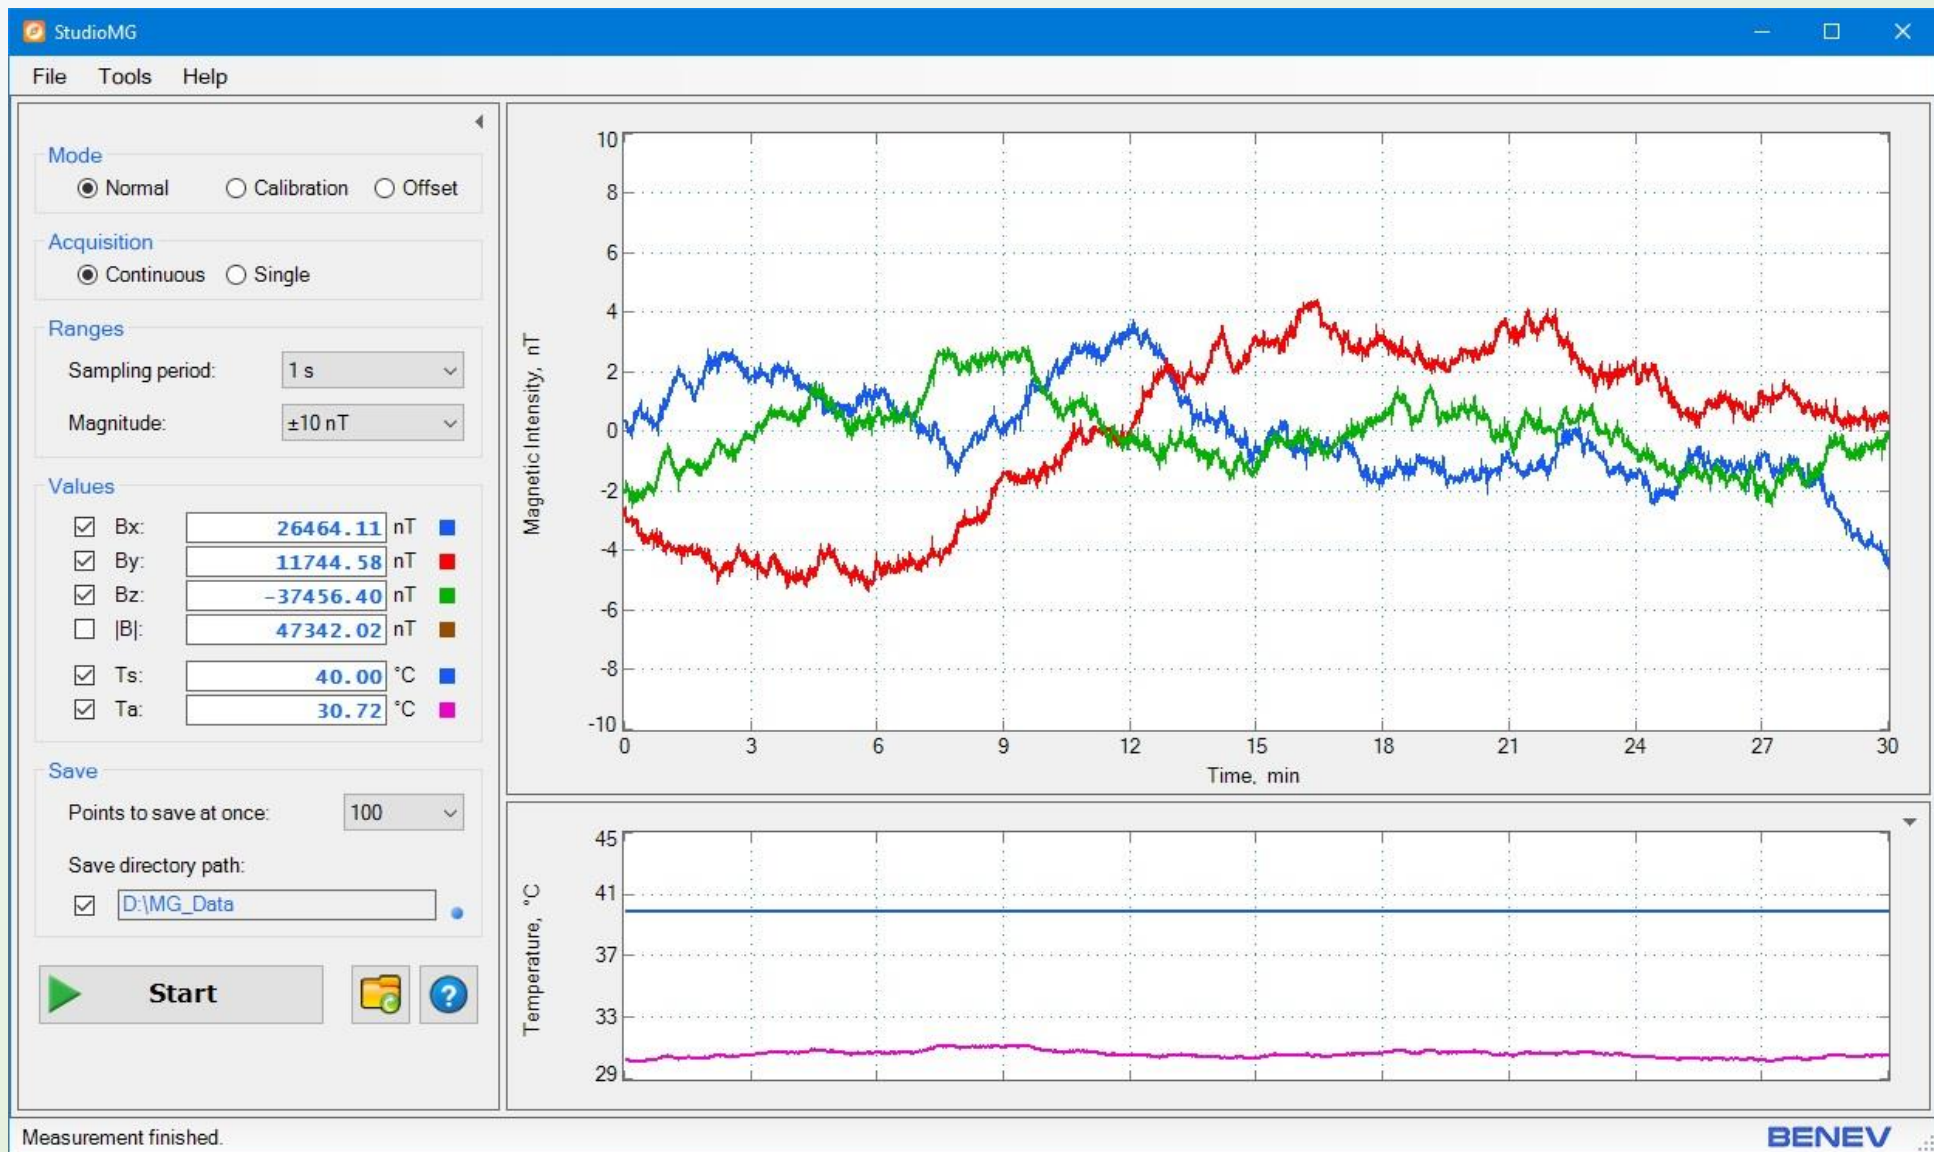 StudioMG
File Tools Help
Mode
Normal Calibration Offset
Acquisition
Continuous Single
Ranges
Sampling period: 1 s
Magnitude: ±10 nT
Values
Bx: 26464.11 nT
By: 11744.58 nT
Bz: -37456.40 nT
|B|: 47342.02 nT
Ts: 40.00 °C
Ta: 30.72 °C
Save
Points to save at once: 100
Save directory path:
D:\MG_Data
Start
?
Magnetic Intensity, nT
10
8
6
4
2
0
-2
-4
-6
-8
-10
0 3 6 9 12 15 18 21 24 27 30
Time, min
Temperature, °C
45
41
37
33
29
Measurement finished.
BENEV